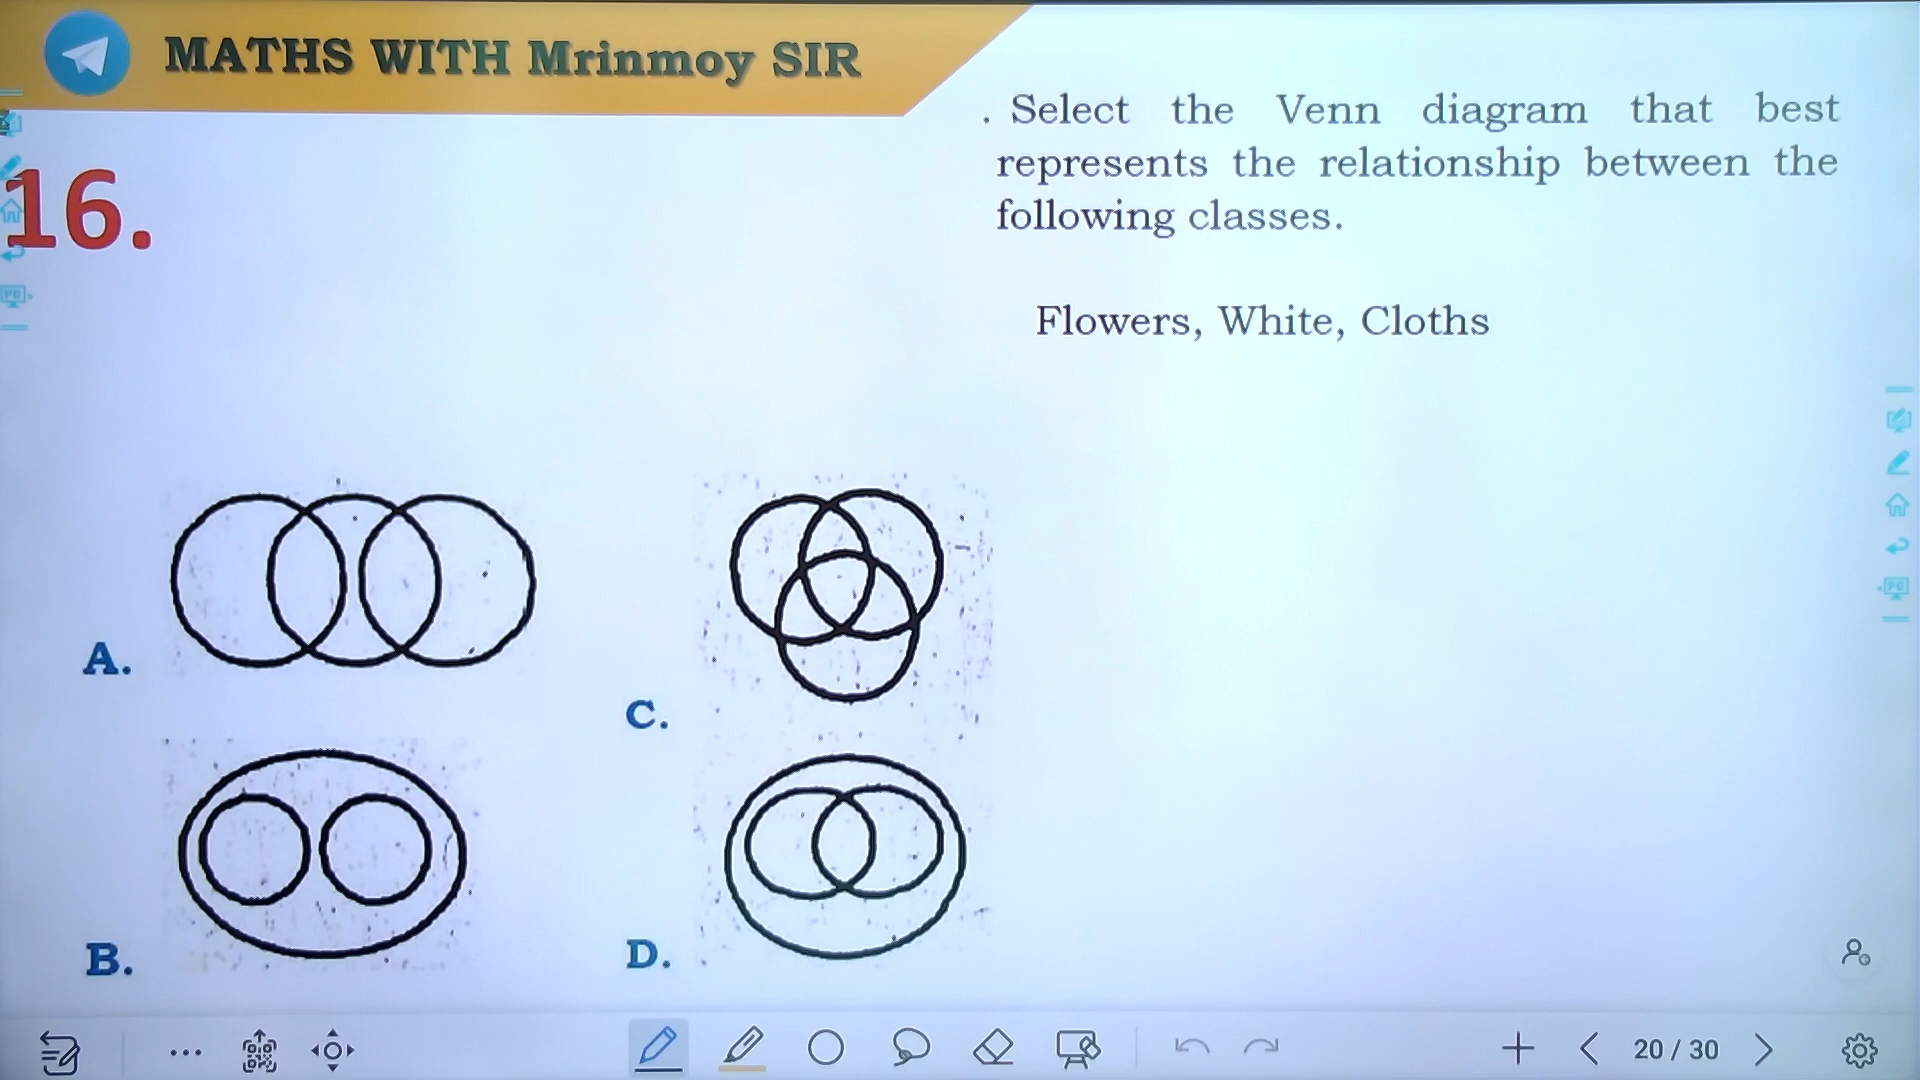 MATHS WITH Mrinmoy SIR
16.
. Select the Venn diagram that best
represents the relationship between the
following classes.
Flowers, White, Cloths
A.
C.
B.
D.
20 / 30